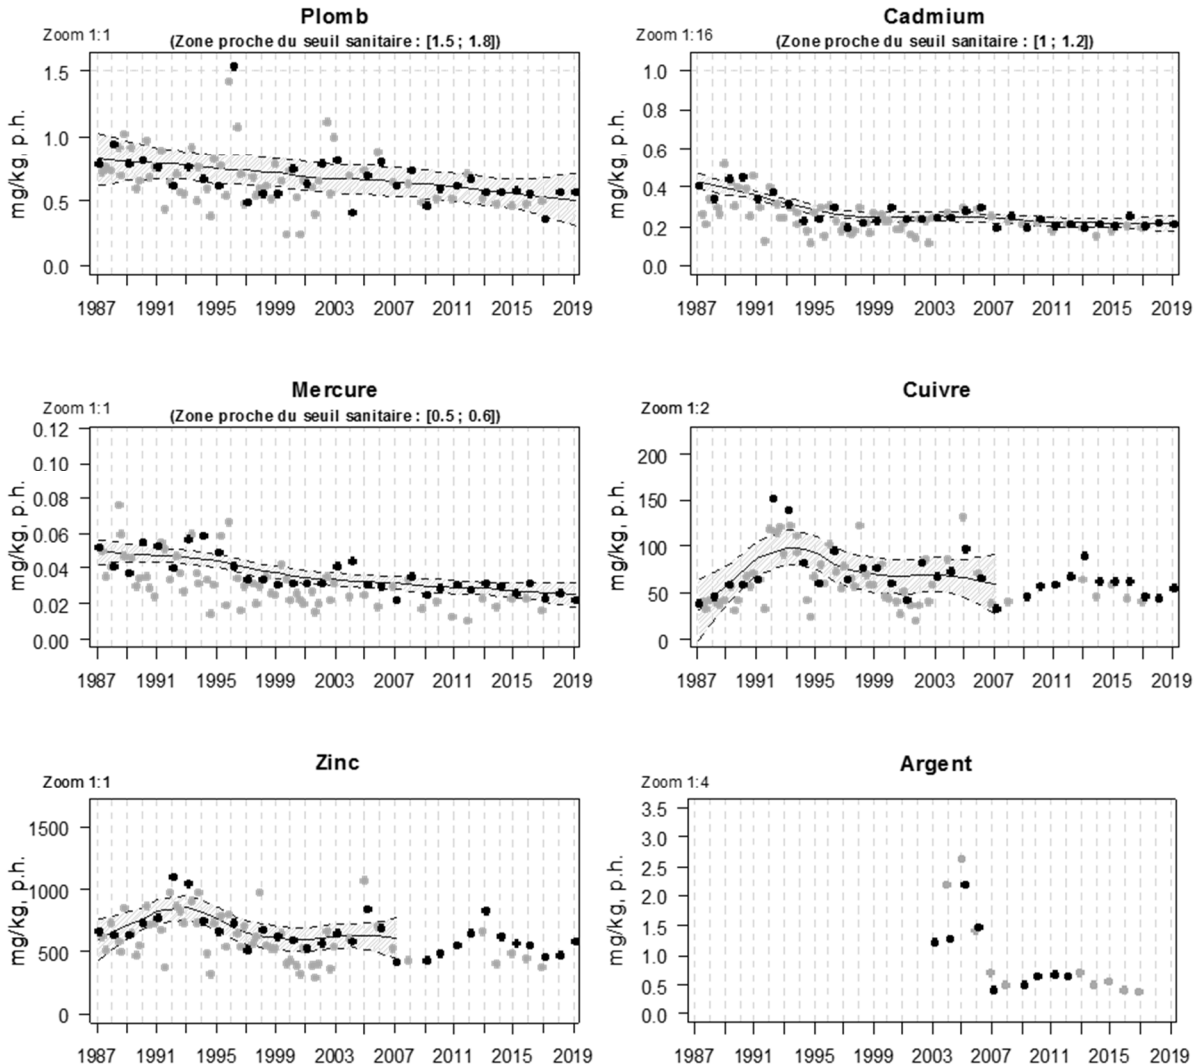 Plomb
Zoom 1:1
(Zone proche du seuil sanitaire : [1.5 ; 1.8])
mg/kg, p.h.
1.5
1.0
0.5
0.0
1987 1991 1995 1999 2003 2007 2011 2015 2019
Cadmium
Zoom 1:16
(Zone proche du seuil sanitaire : [1 ; 1.2])
mg/kg, p.h.
1.0
0.8
0.6
0.4
0.2
0.0
1987 1991 1995 1999 2003 2007 2011 2015 2019
Mercure
Zoom 1:1
(Zone proche du seuil sanitaire : [0.5 ; 0.6])
mg/kg, p.h.
0.12
0.10
0.08
0.06
0.04
0.02
0.00
1987 1991 1995 1999 2003 2007 2011 2015 2019
Cuivre
Zoom 1:2
mg/kg, p.h.
200
150
100
50
0
1987 1991 1995 1999 2003 2007 2011 2015 2019
Zinc
Zoom 1:1
mg/kg, p.h.
1500
1000
500
0
1987 1991 1995 1999 2003 2007 2011 2015 2019
Argent
Zoom 1:4
mg/kg, p.h.
3.5
3.0
2.5
2.0
1.5
1.0
0.5
0.0
1987 1991 1995 1999 2003 2007 2011 2015 2019